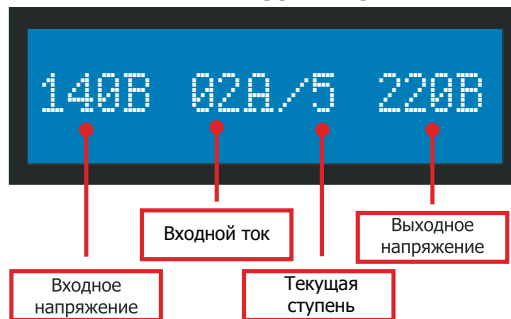 140В 02А/5 220В
Входной ток
Выходное
напряжение
Входное
напряжение
Текущая
ступень